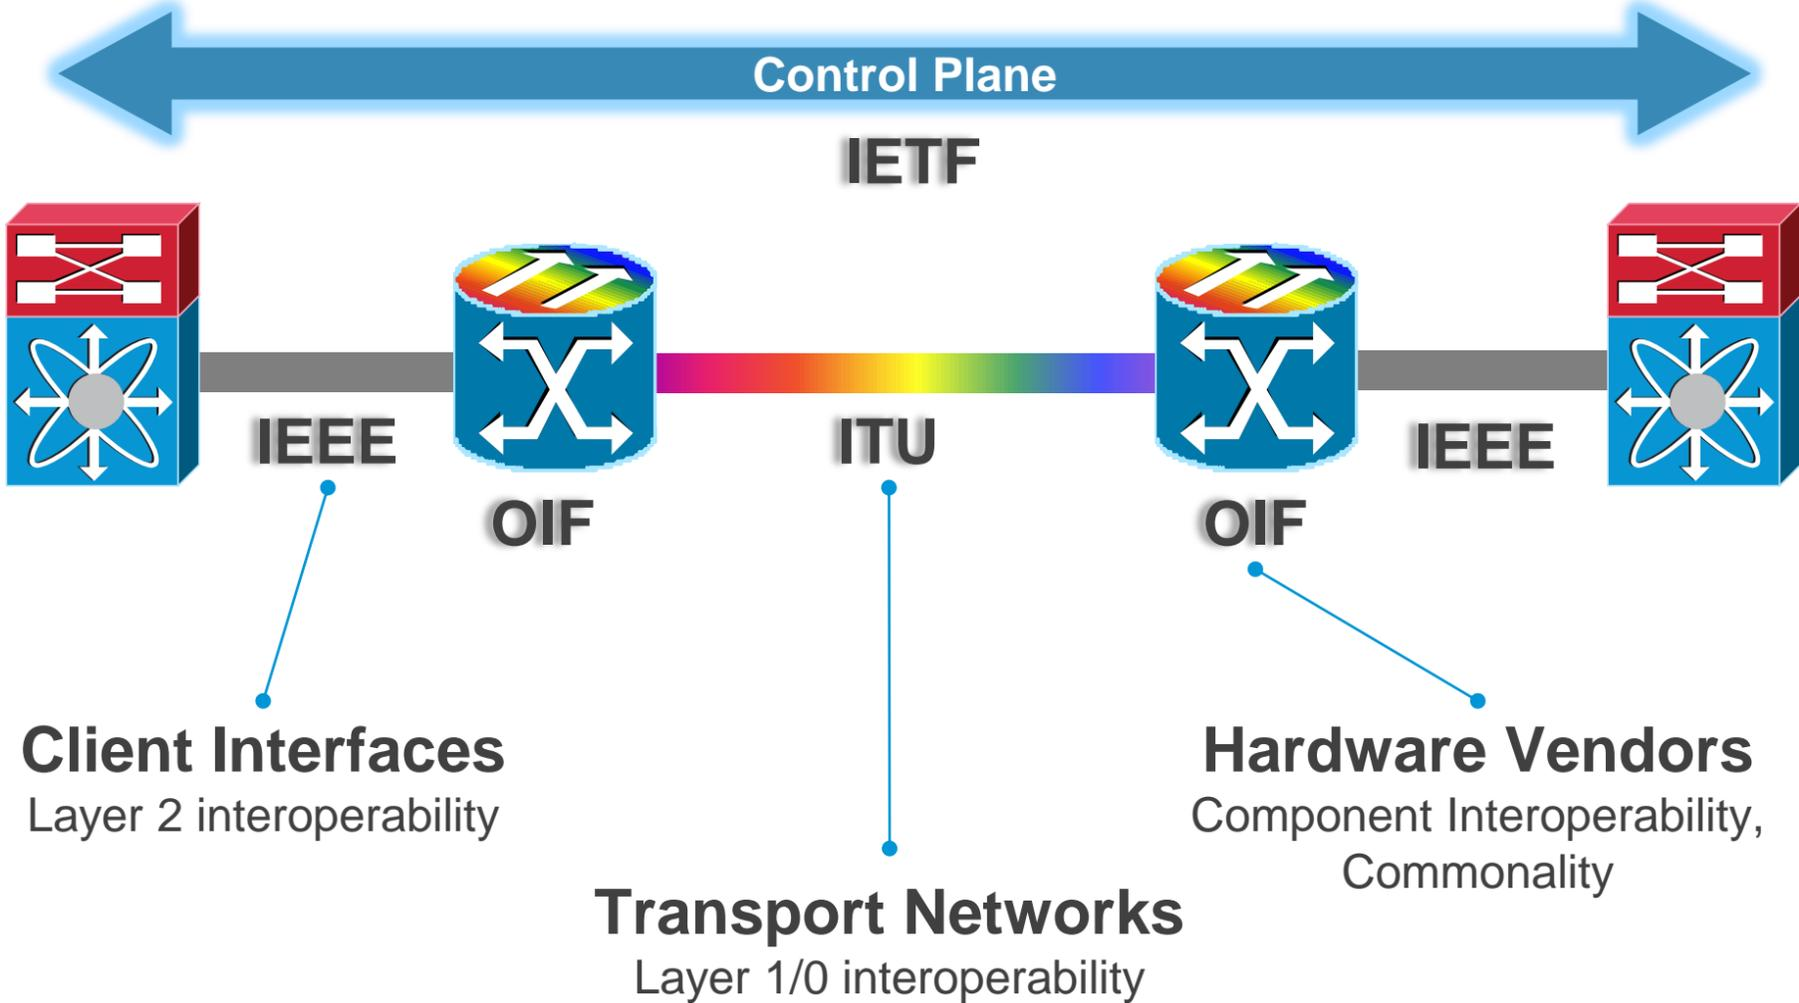 Control Plane
IETF
IEEE
ITU
IEEE
OIF
OIF
Client Interfaces
Layer 2 interoperability
Hardware Vendors
Component Interoperability,
Commonality
Transport Networks
Layer 1/0 interoperability